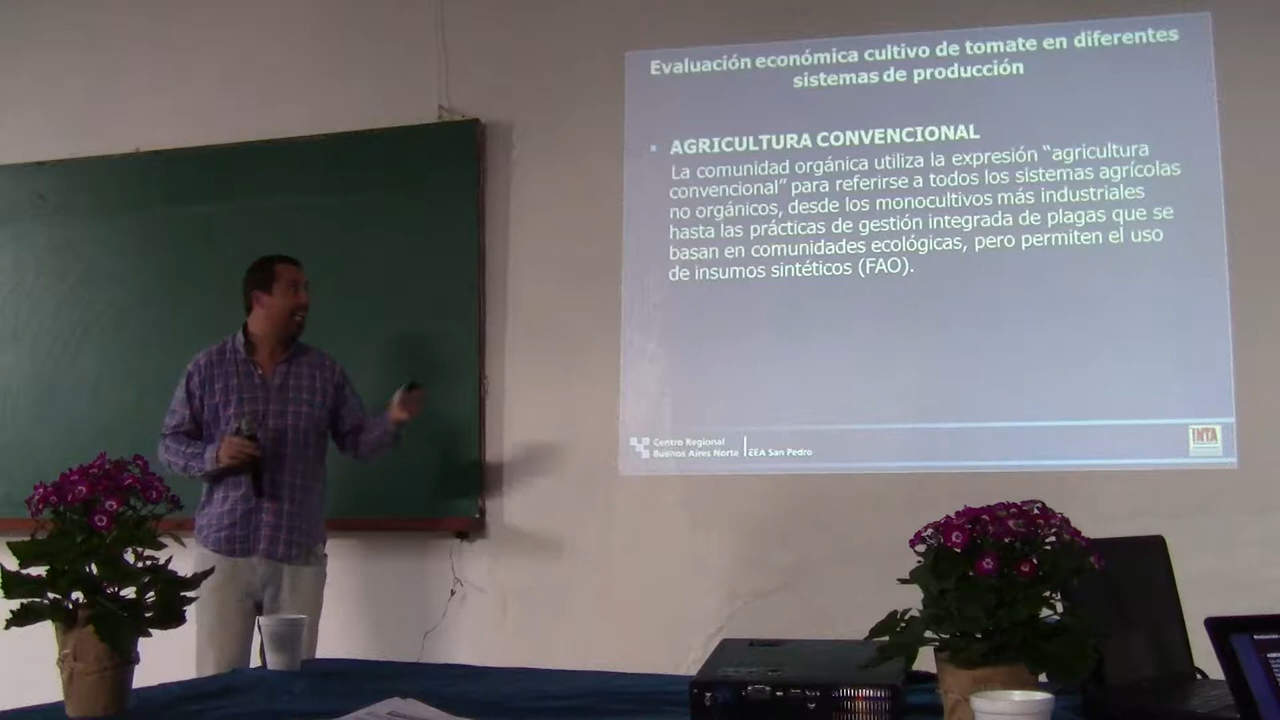 Evaluación económica cultivo de tomate en diferentes
sistemas de producción
AGRICULTURA CONVENCIONAL
La comunidad orgánica utiliza la expresión “agricultura
convencional” para referirse a todos los sistemas agrícolas
no orgánicos, desde los monocultivos más industriales
hasta las prácticas de gestión integrada de plagas que se
basan en comunidades ecológicas, pero permiten el uso
de insumos sintéticos (FAO).
Centro Regional
Buenos Aires Norte
EEA San Pedro
INTA